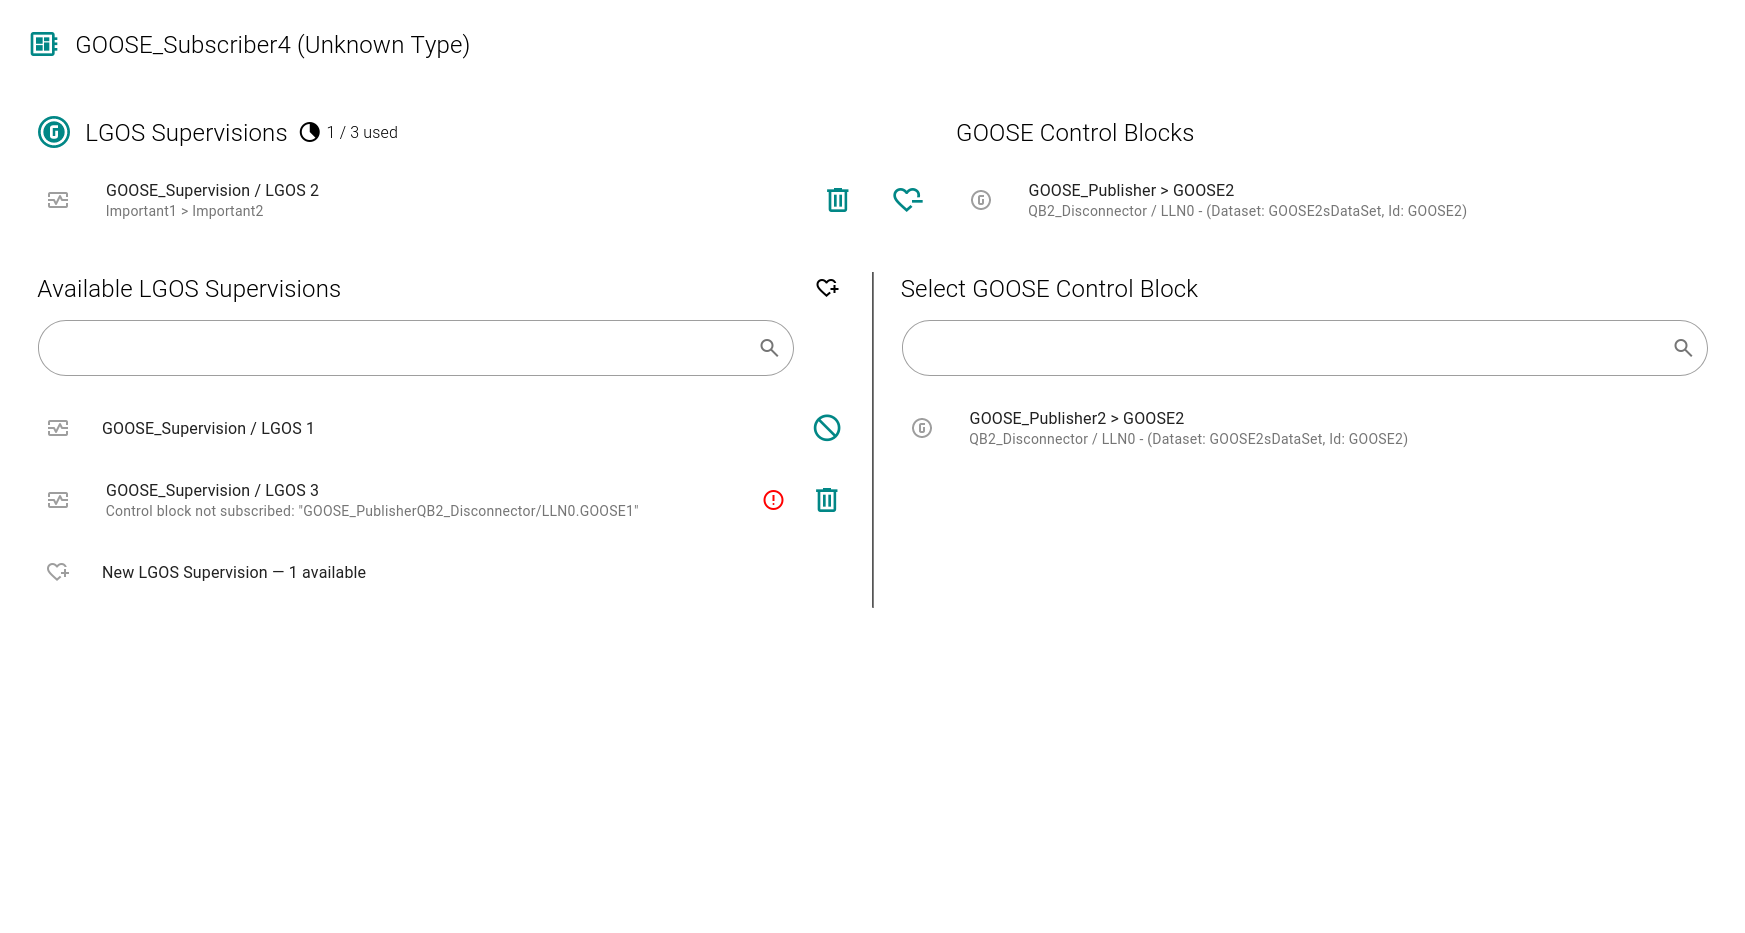 GOOSE_Subscriber4 (Unknown Type)
LGOS Supervisions
1 / 3 used
GOOSE Control Blocks
GOOSE_Supervision / LGOS 2
Important1 > Important2
GOOSE_Publisher > GOOSE2
QB2_Disconnector / LLN0 - (Dataset: GOOSE2sDataSet, Id: GOOSE2)
Available LGOS Supervisions
GOOSE_Supervision / LGOS 1
GOOSE_Supervision / LGOS 3
Control block not subscribed: "GOOSE_PublisherQB2_Disconnector/LLN0.GOOSE1"
New LGOS Supervision — 1 available
Select GOOSE Control Block
GOOSE_Publisher2 > GOOSE2
QB2_Disconnector / LLN0 - (Dataset: GOOSE2sDataSet, Id: GOOSE2)